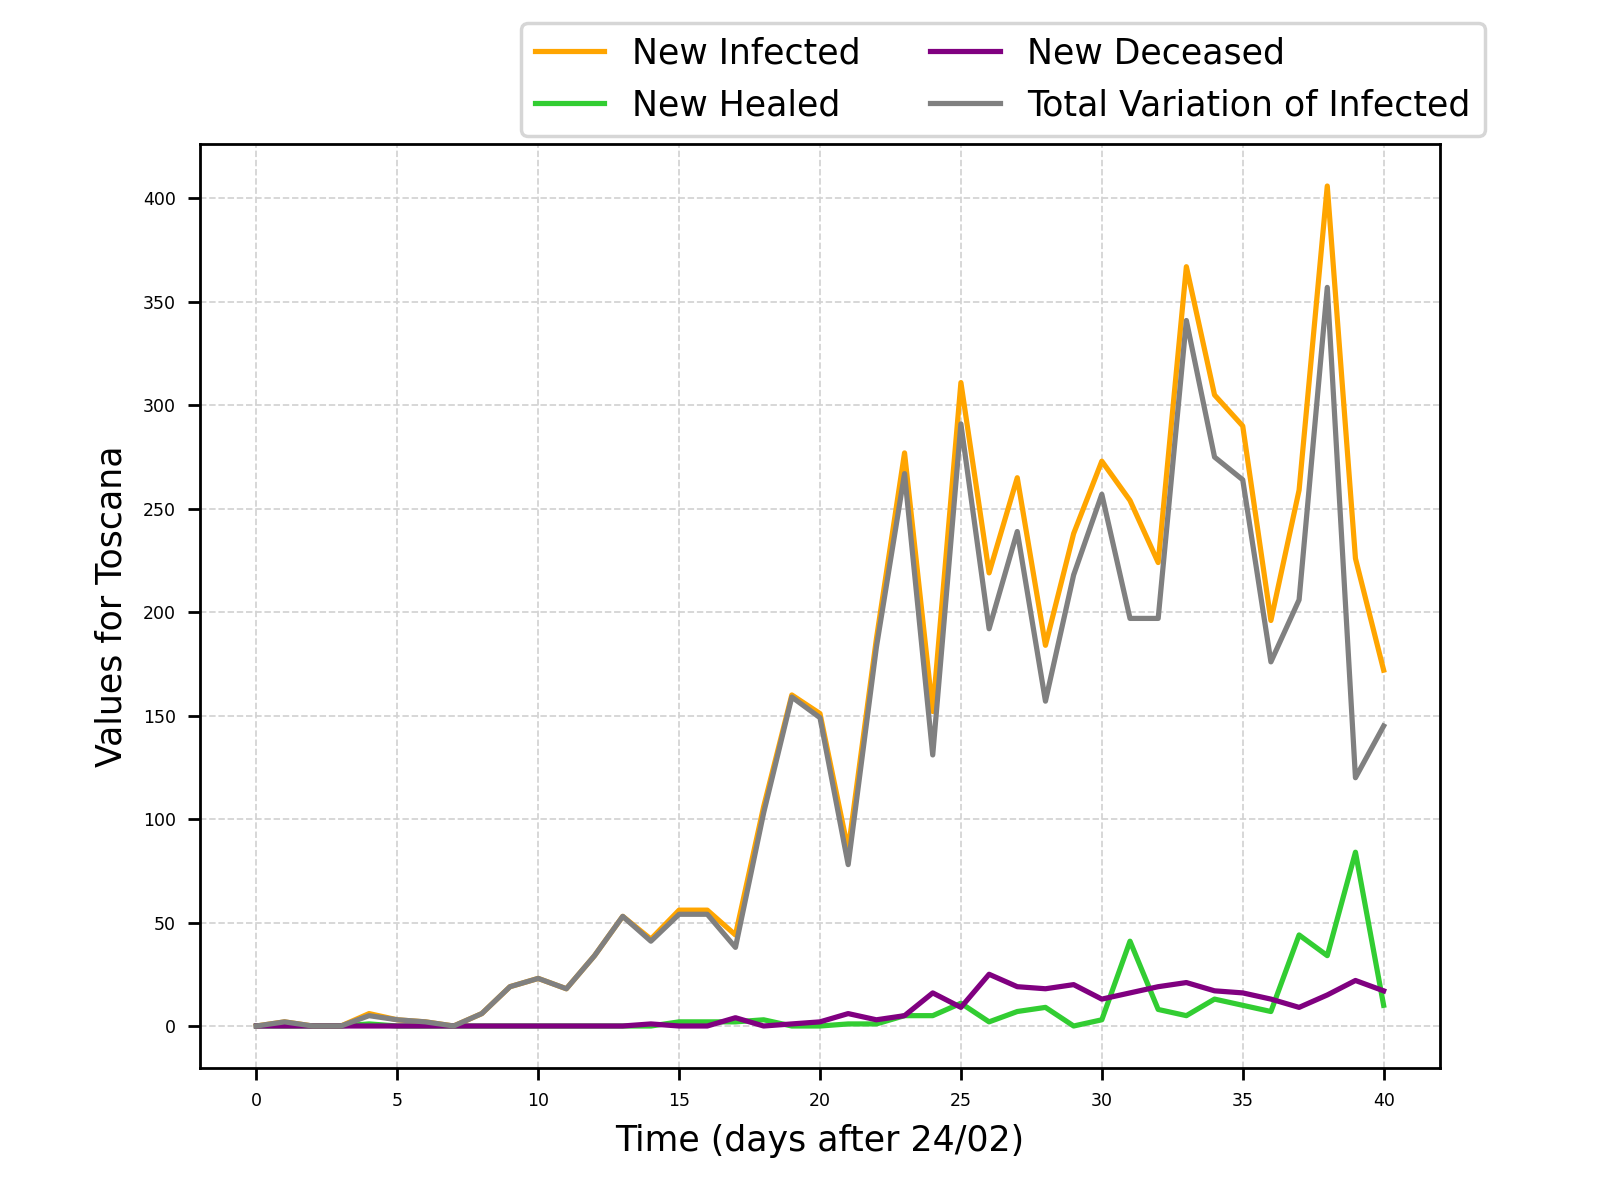 New Infected
New Healed
New Deceased
Total Variation of Infected
Values for Toscana
400
350
300
250
200
150
100
50
0
0 5 10 15 20 25 30 35 40
Time (days after 24/02)